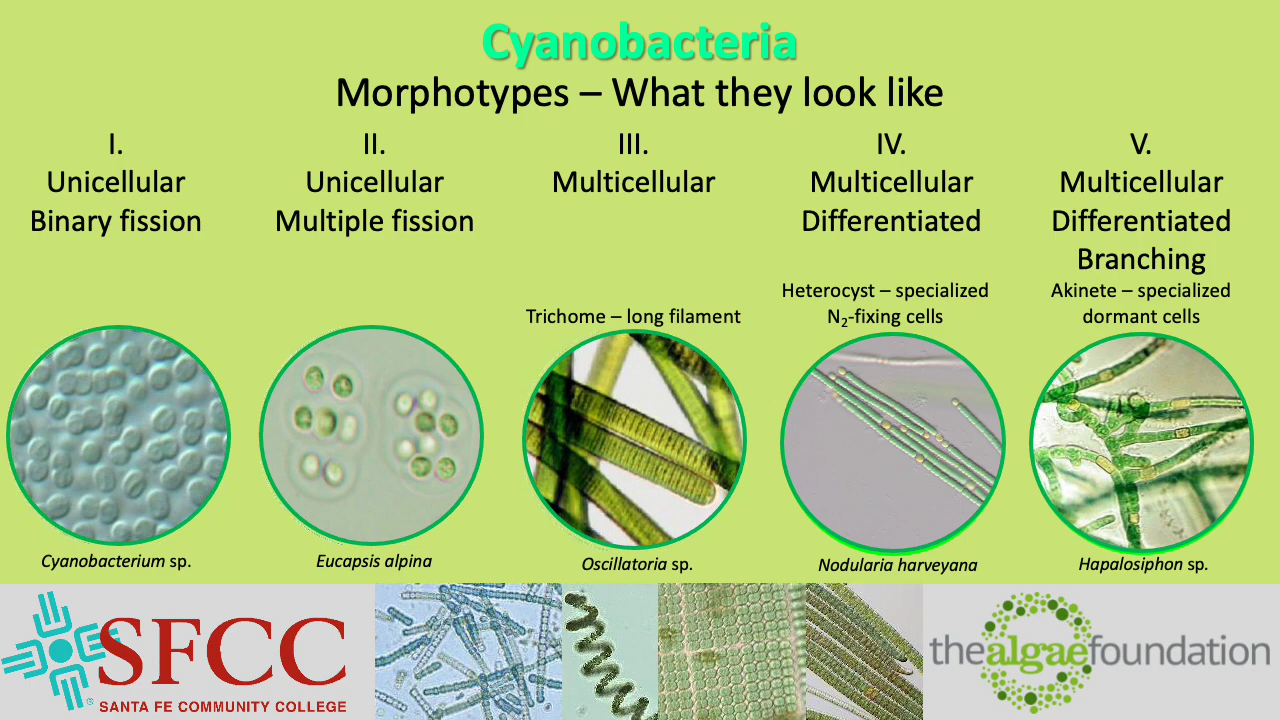 Cyanobacteria
Morphotypes – What they look like
I.
Unicellular
Binary fission
II.
Unicellular
Multiple fission
III.
Multicellular
IV.
Multicellular
Differentiated
V.
Multicellular
Differentiated
Branching
Trichome – long filament
Heterocyst – specialized
N₂-fixing cells
Akinete – specialized
dormant cells
Cyanobacterium sp.
Eucapsis alpina
Oscillatoria sp.
Nodularia harveyana
Hapalosiphon sp.
SFCC
®
SANTA FE COMMUNITY COLLEGE
thealgaefoundation